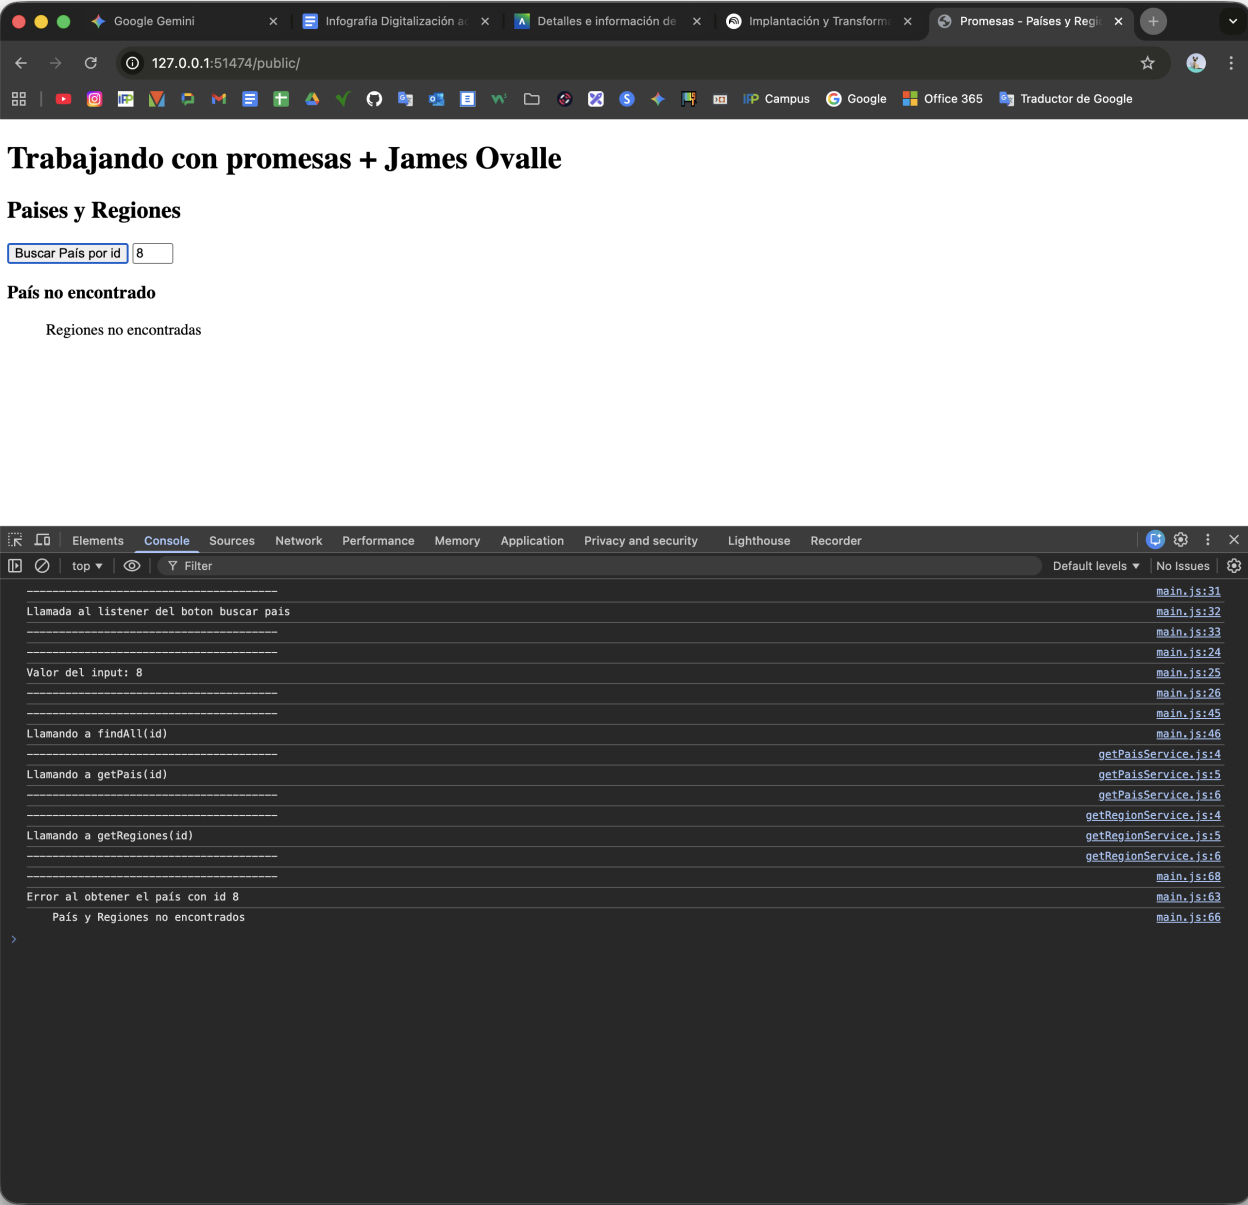 Google Gemini
Infografia Digitalización a
Detalles e información de
Implantación y Transform
Promesas - Países y Regi
127.0.0.1:51474/public/
Campus
Google
Office 365
Traductor de Google
Trabajando con promesas + James Ovalle
Paises y Regiones
Buscar País por id 8
País no encontrado
Regiones no encontradas
Elements Console Sources Network Performance Memory Application Privacy and security Lighthouse Recorder
top Filter Default levels No Issues
--------------------------------------- main.js:31
Llamada al listener del boton buscar pais main.js:32
--------------------------------------- main.js:33
--------------------------------------- main.js:24
Valor del input: 8 main.js:25
--------------------------------------- main.js:26
--------------------------------------- main.js:45
Llamando a findAll(id) main.js:46
--------------------------------------- getPaisService.js:4
Llamando a getPais(id) getPaisService.js:5
--------------------------------------- getPaisService.js:6
--------------------------------------- getRegionService.js:4
Llamando a getRegiones(id) getRegionService.js:5
--------------------------------------- getRegionService.js:6
--------------------------------------- main.js:68
Error al obtener el país con id 8 main.js:63
País y Regiones no encontrados main.js:66